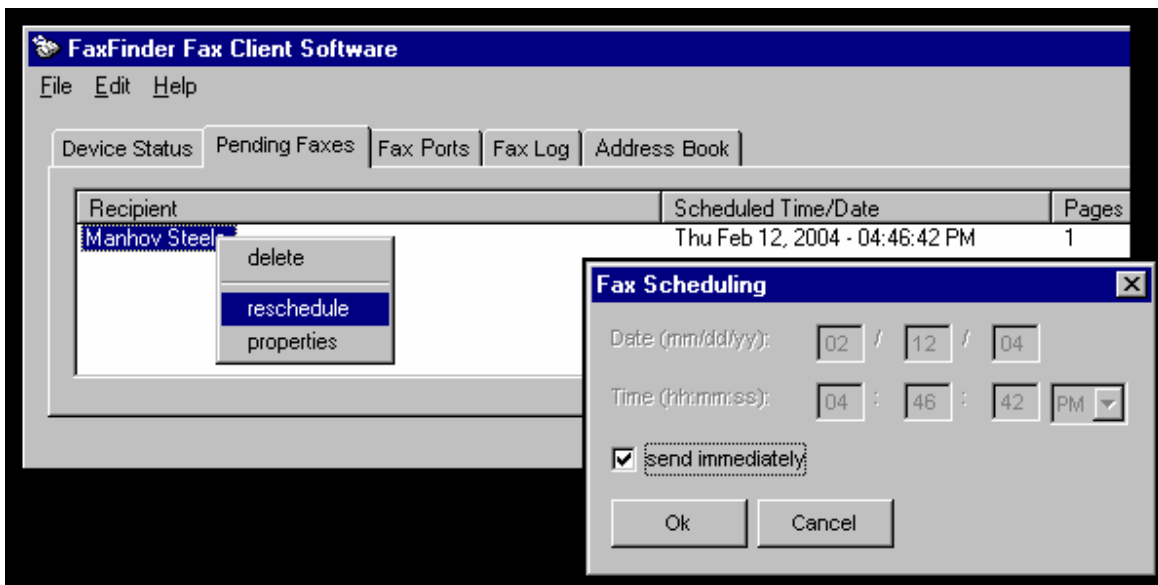 FaxFinder Fax Client Software
File Edit Help
Device Status Pending Faxes Fax Ports Fax Log Address Book
Recipient Scheduled Time/Date Pages
Manhov Steele Thu Feb 12, 2004 - 04:46:42 PM 1
delete
reschedule
properties
Fax Scheduling
Date (mm/dd/yy): 02 / 12 / 04
Time (hh:mm:ss): 04 : 46 : 42 PM
send immediately
Ok Cancel